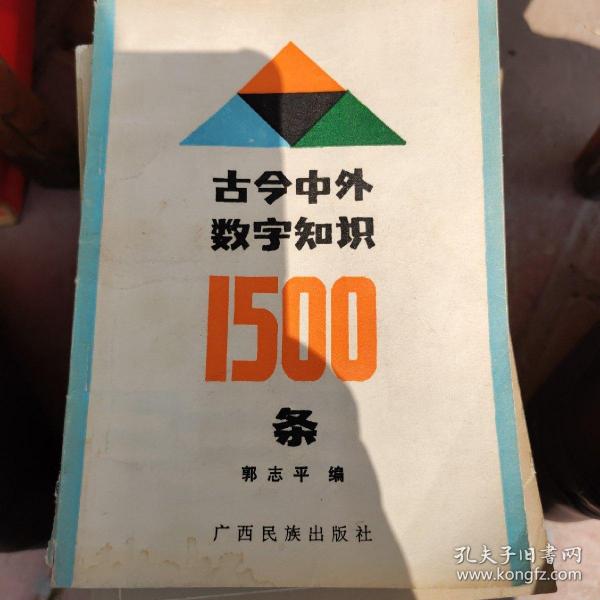 古今中外
数字知识
1500
条
郭志平 编
广西民族出版社
孔夫子旧書网
www.kongfz.com